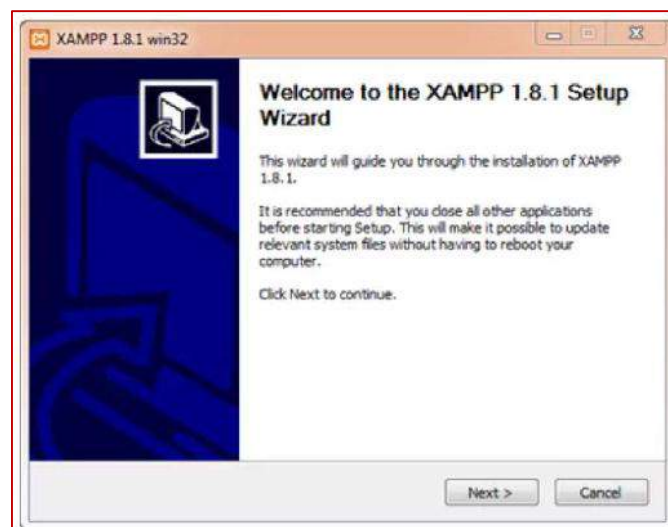 XAMPP 1.8.1 win32
Welcome to the XAMPP 1.8.1 Setup
Wizard
This wizard will guide you through the installation of XAMPP
1.8.1.
It is recommended that you close all other applications
before starting Setup. This will make it possible to update
relevant system files without having to reboot your
computer.
Click Next to continue.
Next >
Cancel